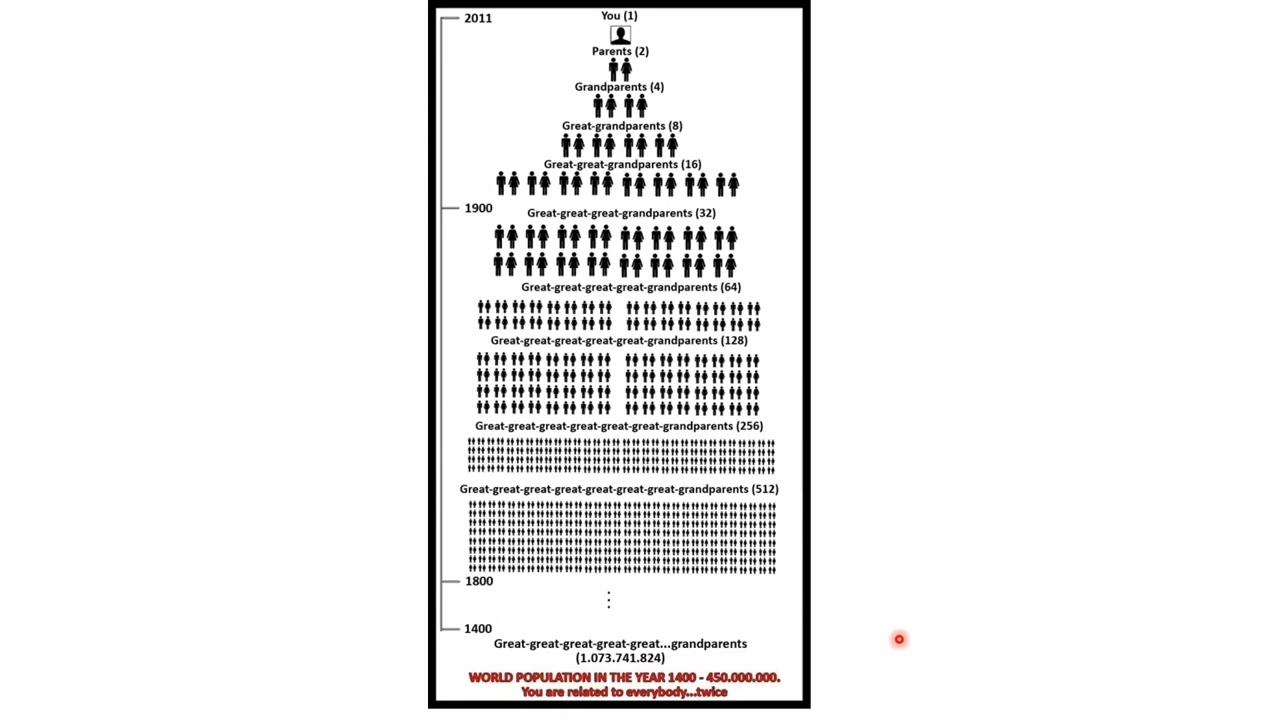 2011
You (1)
Parents (2)
Grandparents (4)
Great-grandparents (8)
Great-great-grandparents (16)
1900
Great-great-great-grandparents (32)
Great-great-great-great-grandparents (64)
Great-great-great-great-great-grandparents (128)
Great-great-great-great-great-great-grandparents (256)
Great-great-great-great-great-great-great-grandparents (512)
1800
1400
Great-great-great-great-great...grandparents
(1.073.741.824)
WORLD POPULATION IN THE YEAR 1400 - 450.000.000.
You are related to everybody...twice